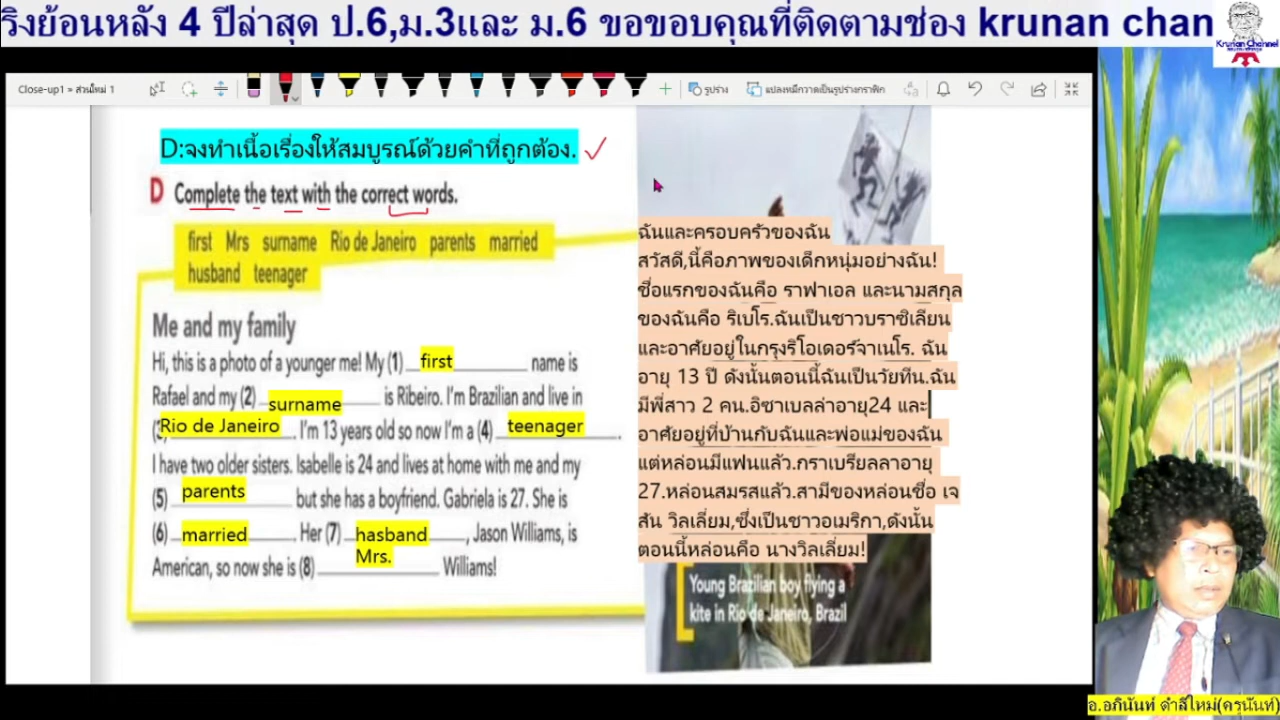 ริงย้อนหลัง 4 ปีล่าสุด ป.6,ม.3และ ม.6 ขอขอบคุณที่ติดตามช่อง krunan chan
Krunan Channel
Close-up1 » ส่วนใหม่ 1
รูปร่าง
แปลงหมึกวาดเป็นรูปร่างกราฟิก
D:จงทำเนื้อเรื่องให้สมบูรณ์ด้วยคำที่ถูกต้อง.
D Complete the text with the correct words.
first Mrs surname Rio de Janeiro parents married
husband teenager
Me and my family
Hi, this is a photo of a younger me! My (1) first name is
Rafael and my (2) surname is Ribeiro. I'm Brazilian and live in
(3) Rio de Janeiro. I'm 13 years old so now I'm a (4) teenager.
I have two older sisters. Isabelle is 24 and lives at home with me and my
(5) parents but she has a boyfriend. Gabriela is 27. She is
(6) married. Her (7) hasband, Jason Williams, is
American, so now she is (8) Mrs. Williams!
ฉันและครอบครัวของฉัน
สวัสดี,นี้คือภาพของเด็กหนุ่มอย่างฉัน!
ชื่อแรกของฉันคือ ราฟาเอล และนามสกุล
ของฉันคือ ริเบโร.ฉันเป็นชาวบราซิเลียน
และอาศัยอยู่ในกรุงริโอเดอร์จาเนโร. ฉัน
อายุ 13 ปี ดังนั้นตอนนี้ฉันเป็นวัยทีน.ฉัน
มีพี่สาว 2 คน.อิซาเบลล่าอายุ24 และ
อาศัยอยู่ที่บ้านกับฉันและพ่อแม่ของฉัน
แต่หล่อนมีแฟนแล้ว.กราเบรียลลาอายุ
27.หล่อนสมรสแล้ว.สามีของหล่อนชื่อ เจ
สัน วิลเลี่ยม,ซึ่งเป็นชาวอเมริกา,ดังนั้น
ตอนนี้หล่อนคือ นางวิลเลี่ยม!
Young Brazilian boy flying a
kite in Rio de Janeiro, Brazil
อ.อภินันท์ ดำสีใหม่(ครูนันท์)